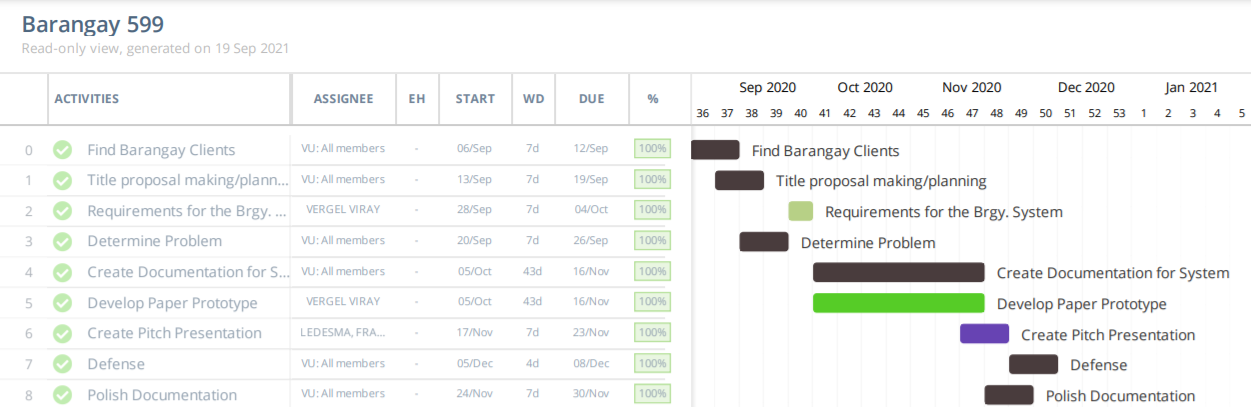 Barangay 599
Read-only view, generated on 19 Sep 2021
ACTIVITIES ASSIGNEE EH START WD DUE % Sep 2020 Oct 2020 Nov 2020 Dec 2020 Jan 2021
36 37 38 39 40 41 42 43 44 45 46 47 48 49 50 51 52 53 1 2 3 4 5
0 Find Barangay Clients VU: All members - 06/Sep 7d 12/Sep 100% Find Barangay Clients
1 Title proposal making/plann... VU: All members - 13/Sep 7d 19/Sep 100% Title proposal making/planning
2 Requirements for the Brgy. ... VERGEL VIRAY - 28/Sep 7d 04/Oct 100% Requirements for the Brgy. System
3 Determine Problem VU: All members - 20/Sep 7d 26/Sep 100% Determine Problem
4 Create Documentation for S... VU: All members - 05/Oct 43d 16/Nov 100% Create Documentation for System
5 Develop Paper Prototype VERGEL VIRAY - 05/Oct 43d 16/Nov 100% Develop Paper Prototype
6 Create Pitch Presentation LEDESMA, FRA... - 17/Nov 7d 23/Nov 100% Create Pitch Presentation
7 Defense VU: All members - 05/Dec 4d 08/Dec 100% Defense
8 Polish Documentation VU: All members - 24/Nov 7d 30/Nov 100% Polish Documentation